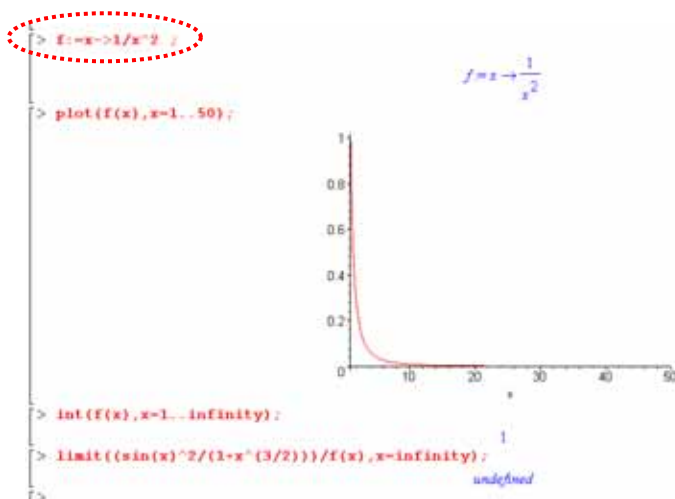 > f:=x->1/x^2 ;
f := x → 1/x^2
> plot(f(x),x=1..50);
1
0.8
0.6
0.4
0.2
0 10 20 30 40 50
x
> int(f(x),x=1..infinity);
1
> limit((sin(x)^2/(1+x^(3/2)))/f(x),x=infinity);
undefined
>